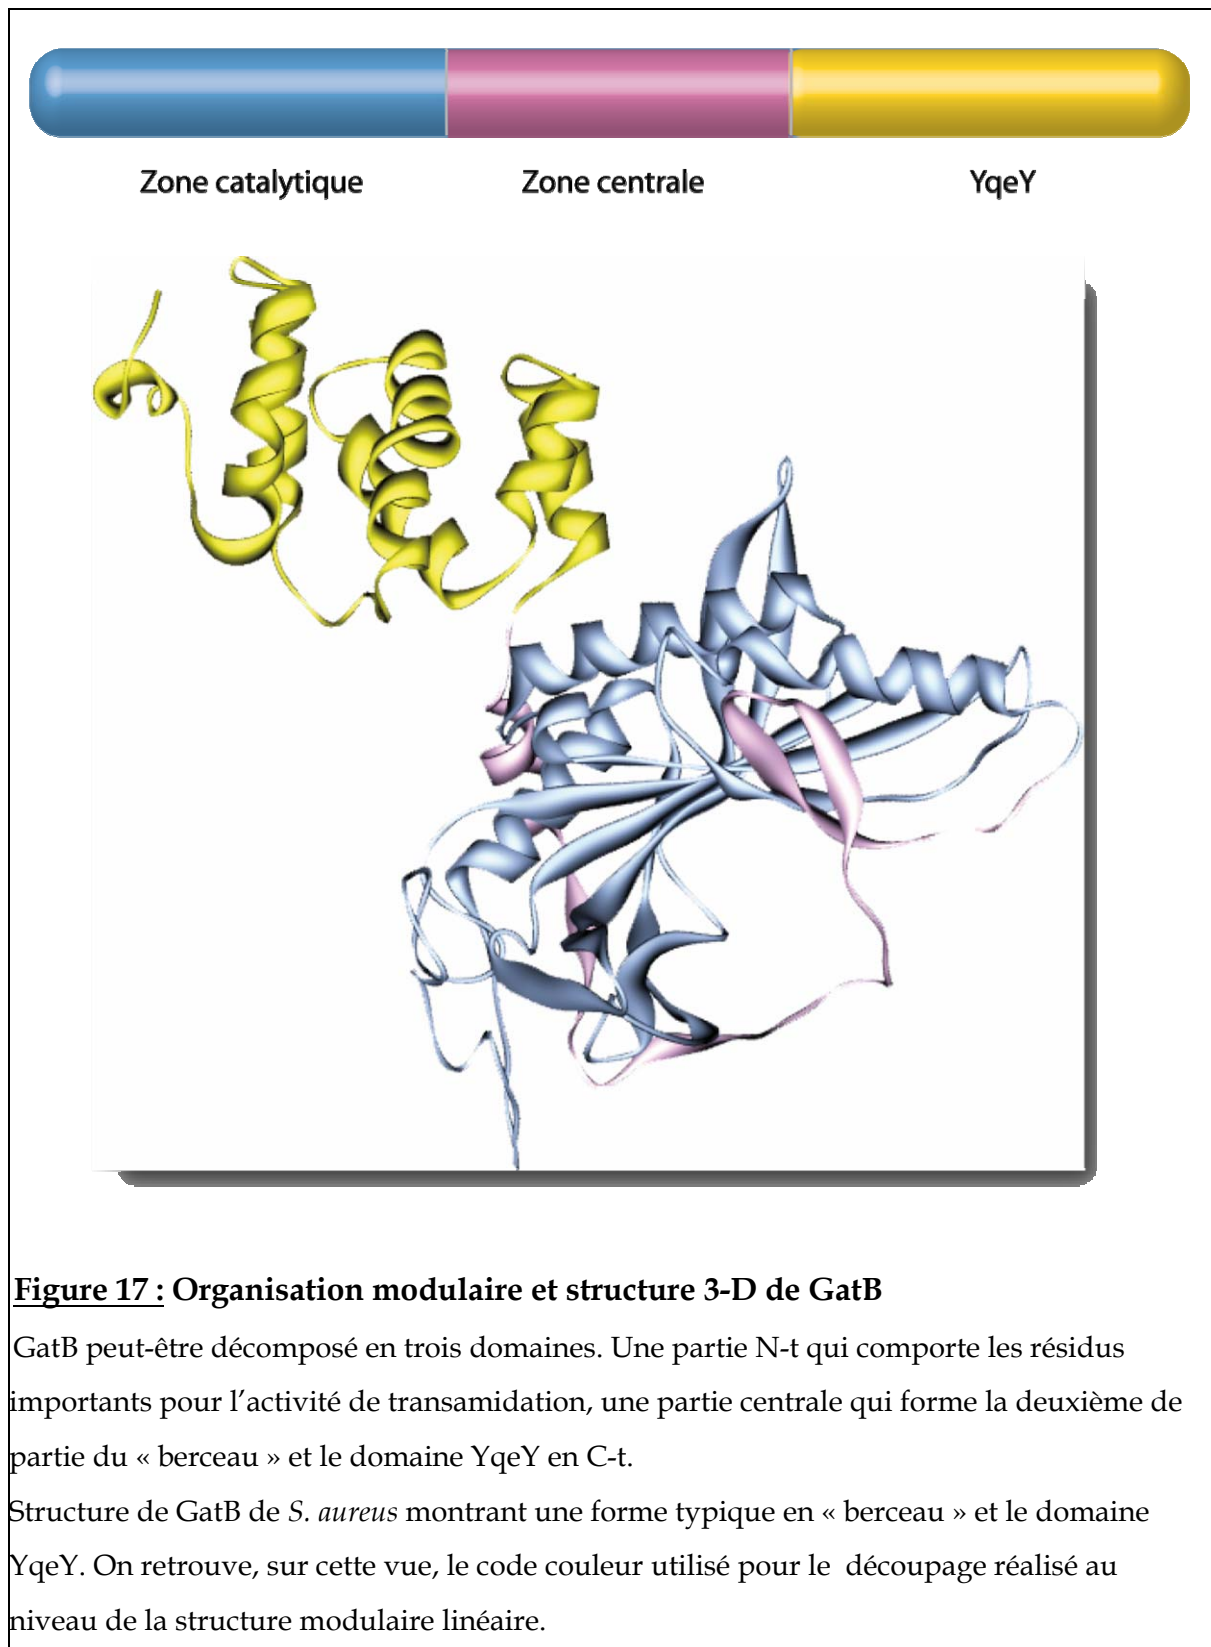 Zone catalytique Zone centrale YqeY
Figure 17 : Organisation modulaire et structure 3-D de GatB
GatB peut-être décomposé en trois domaines. Une partie N-t qui comporte les résidus
importants pour l’activité de transamidation, une partie centrale qui forme la deuxième de
partie du « berceau » et le domaine YqeY en C-t.
Structure de GatB de S. aureus montrant une forme typique en « berceau » et le domaine
YqeY. On retrouve, sur cette vue, le code couleur utilisé pour le découpage réalisé au
niveau de la structure modulaire linéaire.